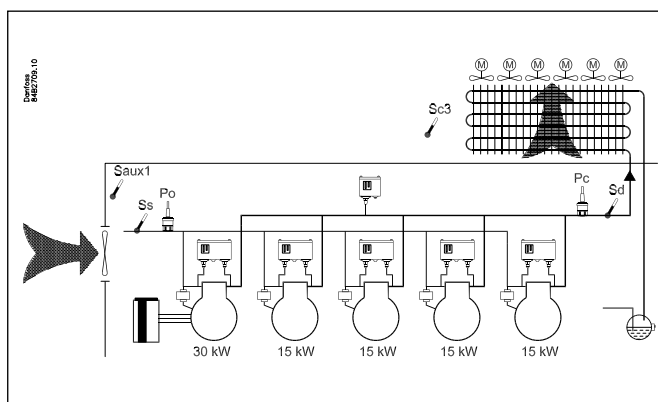 Danfoss
84B2709.10
M M M M M M
Sc3
Saux1
Po
Ss
Pc
Sd
30 kW 15 kW 15 kW 15 kW 15 kW